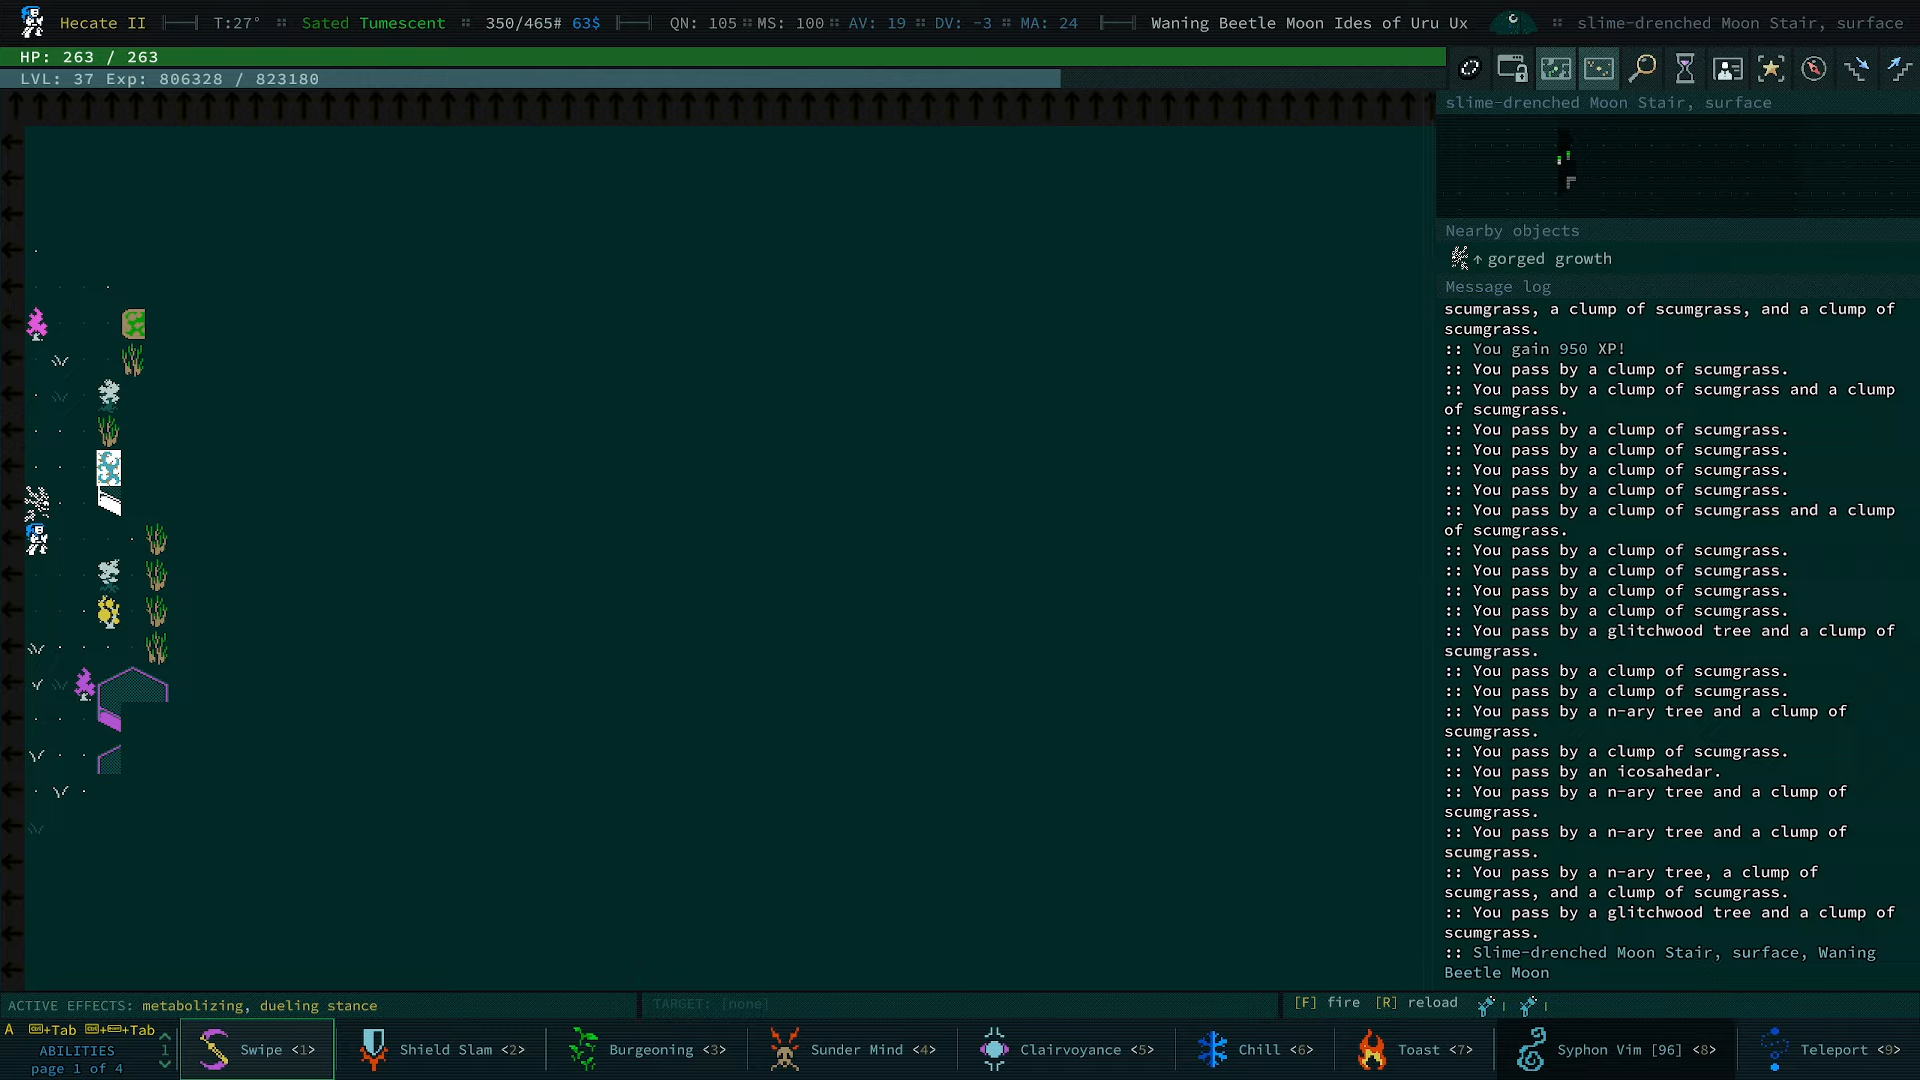 Hecate II T:27° :: Sated Tumescent :: 350/465# 63$ QN: 105 :: MS: 100 :: AV: 19 :: DV: -3 :: MA: 24 Waning Beetle Moon Ides of Uru Ux :: slime-drenched Moon Stair, surface
HP: 263 / 263
LVL: 37 Exp: 806328 / 823180
slime-drenched Moon Stair, surface
Nearby objects
↑ gorged growth
Message log
scumgrass, a clump of scumgrass, and a clump of
scumgrass.
:: You gain 950 XP!
:: You pass by a clump of scumgrass.
:: You pass by a clump of scumgrass and a clump
of scumgrass.
:: You pass by a clump of scumgrass.
:: You pass by a clump of scumgrass.
:: You pass by a clump of scumgrass.
:: You pass by a clump of scumgrass.
:: You pass by a clump of scumgrass and a clump
of scumgrass.
:: You pass by a clump of scumgrass.
:: You pass by a clump of scumgrass.
:: You pass by a clump of scumgrass.
:: You pass by a clump of scumgrass.
:: You pass by a glitchwood tree and a clump of
scumgrass.
:: You pass by a clump of scumgrass.
:: You pass by a clump of scumgrass.
:: You pass by a n-ary tree and a clump of
scumgrass.
:: You pass by a clump of scumgrass.
:: You pass by an icosahedar.
:: You pass by a n-ary tree and a clump of
scumgrass.
:: You pass by a n-ary tree and a clump of
scumgrass.
:: You pass by a n-ary tree, a clump of
scumgrass, and a clump of scumgrass.
:: You pass by a glitchwood tree and a clump of
scumgrass.
:: Slime-drenched Moon Stair, surface, Waning
Beetle Moon
ACTIVE EFFECTS: metabolizing, dueling stance
TARGET: [none]
[F] fire [R] reload
A Ctrl+Tab Ctrl+ +Tab
ABILITIES 1
page 1 of 4
Swipe <1>
Shield Slam <2>
Burgeoning <3>
Sunder Mind <4>
Clairvoyance <5>
Chill <6>
Toast <7>
Syphon Vim [96] <8>
Teleport <9>